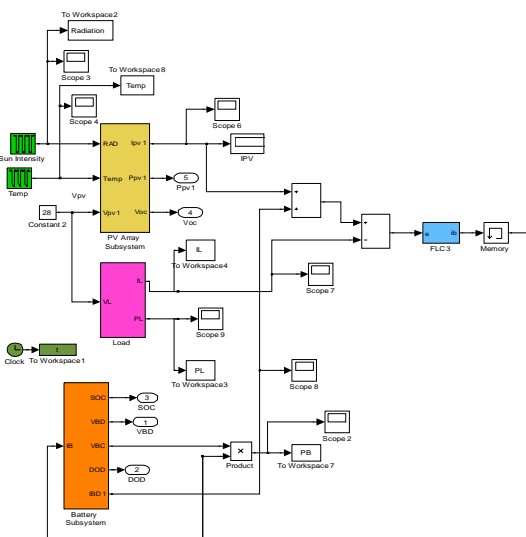 To Workspace2
Radiation
Scope 3
To Workspace8
Temp
Scope 4
Scope 6
Sun Intensity
RAD
Ipv 1
IPV
Temp
Temp
Ppv 1
5
Ppv1
Vpv
28
Constant 2
Vpv1
Voc
4
Voc
PV Array
Subsystem
+
+
+
−
e
ib
FLC3
Memory
IL
To Workspace4
Scope 7
VL
IL
PL
Load
Scope 9
PL
To Workspace3
Clock
t
To Workspace1
Scope 8
SOC
3
SOC
VBD
1
VBD
IB
VBC
×
Product
Scope 2
PB
To Workspace7
DOD
2
DOD
IBD 1
Battery
Subsystem